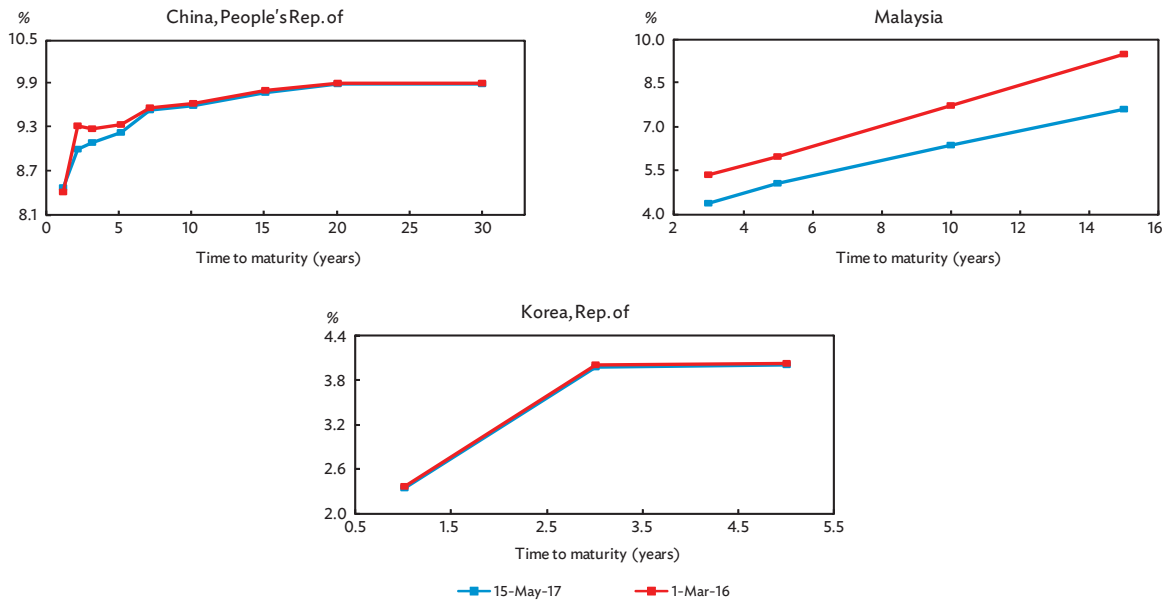 China, People's Rep. of
%
10.5
9.9
9.3
8.7
8.1
0 5 10 15 20 25 30
Time to maturity (years)
Malaysia
%
10.0
8.5
7.0
5.5
4.0
2 4 6 8 10 12 14 16
Time to maturity (years)
Korea, Rep. of
%
4.4
3.8
3.2
2.6
2.0
0.5 1.5 2.5 3.5 4.5 5.5
Time to maturity (years)
15-May-17 1-Mar-16